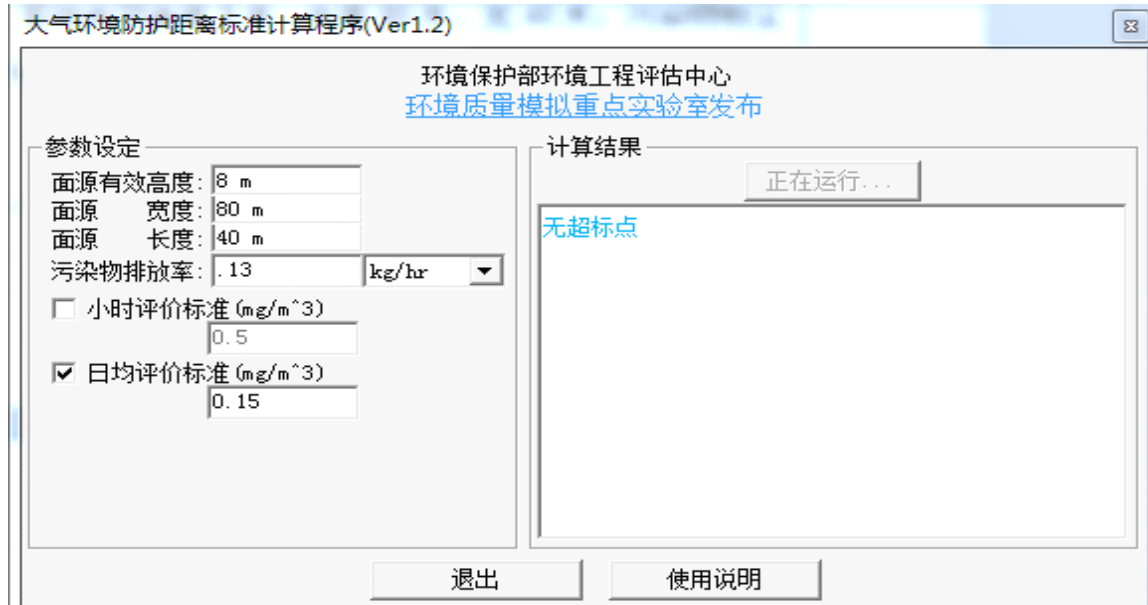 大气环境防护距离标准计算程序(Ver1.2)
环境保护部环境工程评估中心
环境质量模拟重点实验室发布
参数设定
面源有效高度: 8 m
面源 宽度: 80 m
面源 长度: 40 m
污染物排放率: .13 kg/hr
小时评价标准(mg/m^3)
0.5
日均评价标准(mg/m^3)
0.15
计算结果
正在运行...
无超标点
退出 使用说明